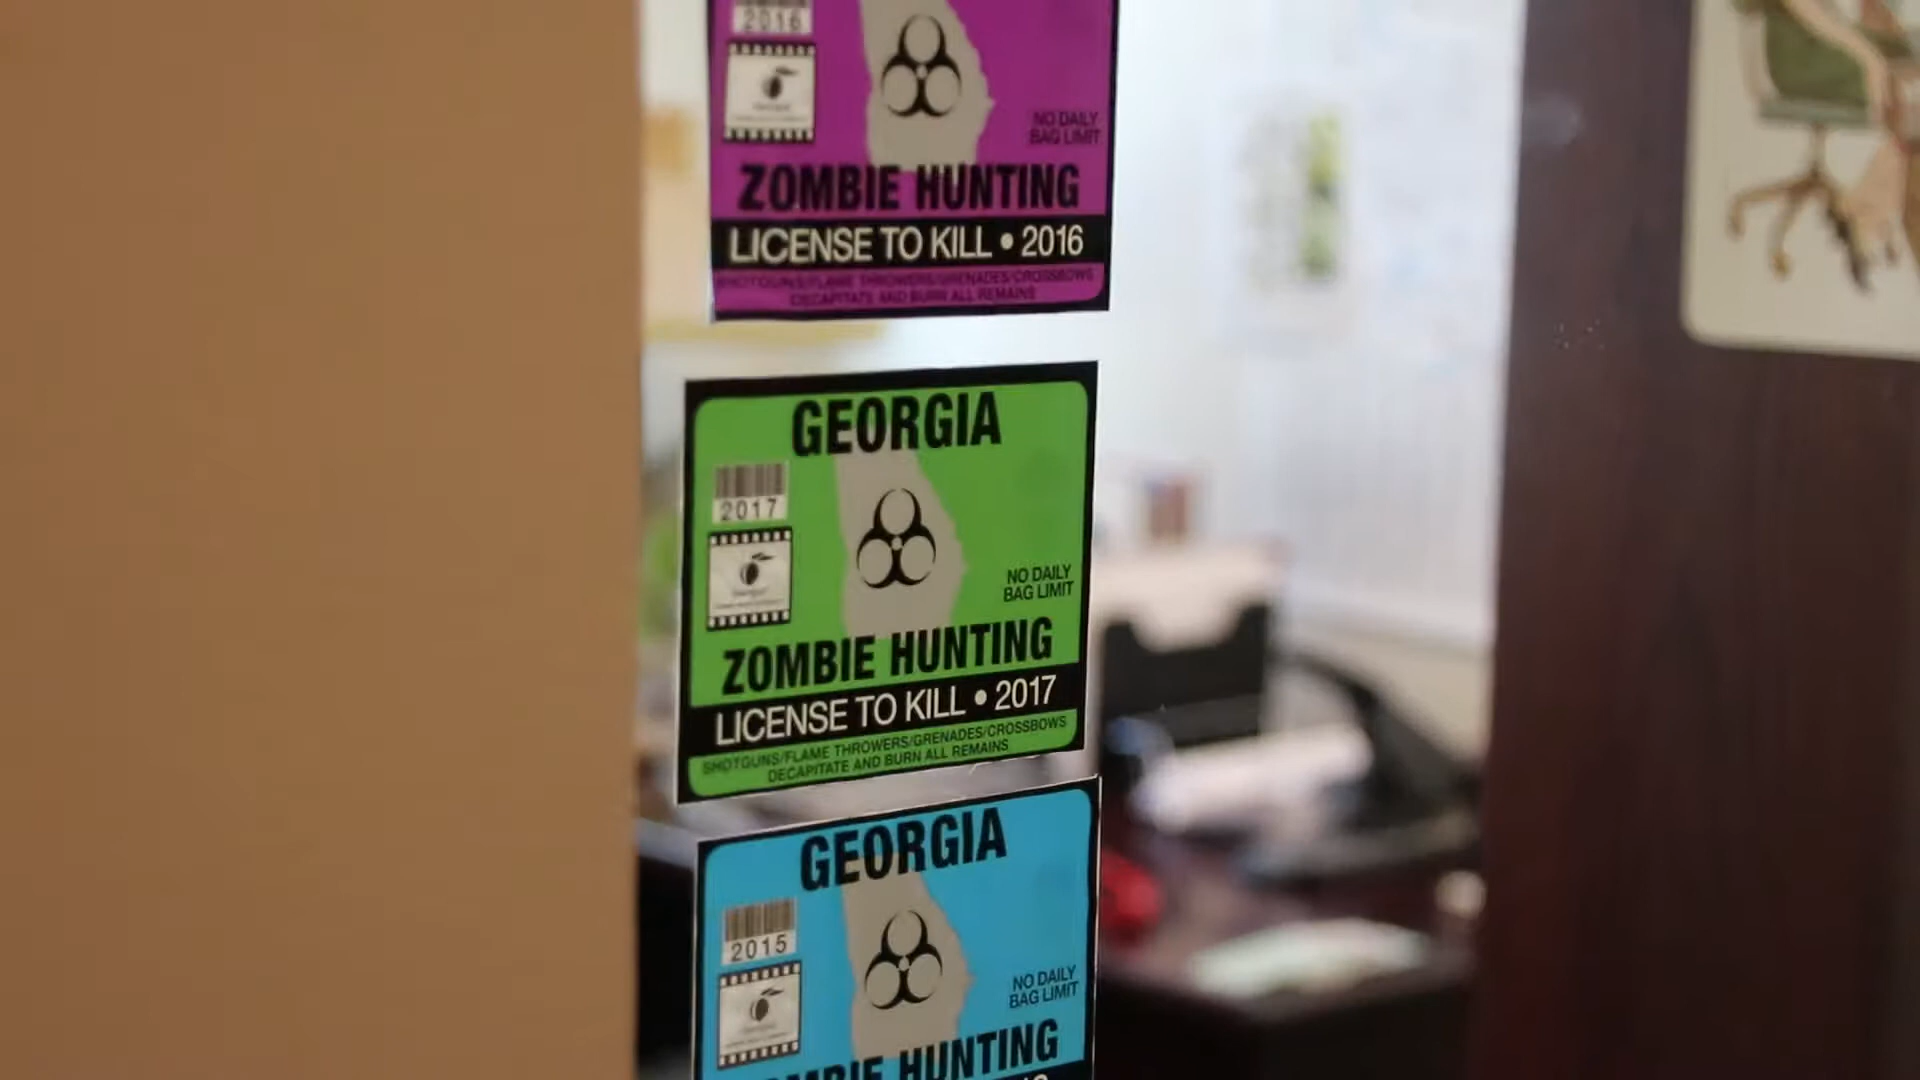 2016
NO DAILY
BAG LIMIT
ZOMBIE HUNTING
LICENSE TO KILL • 2016
SHOTGUNS/FLAME THROWERS/GRENADES/CROSSBOWS
DECAPITATE AND BURN ALL REMAINS
GEORGIA
2017
NO DAILY
BAG LIMIT
ZOMBIE HUNTING
LICENSE TO KILL • 2017
SHOTGUNS/FLAME THROWERS/GRENADES/CROSSBOWS
DECAPITATE AND BURN ALL REMAINS
GEORGIA
2015
NO DAILY
BAG LIMIT
HUNTING